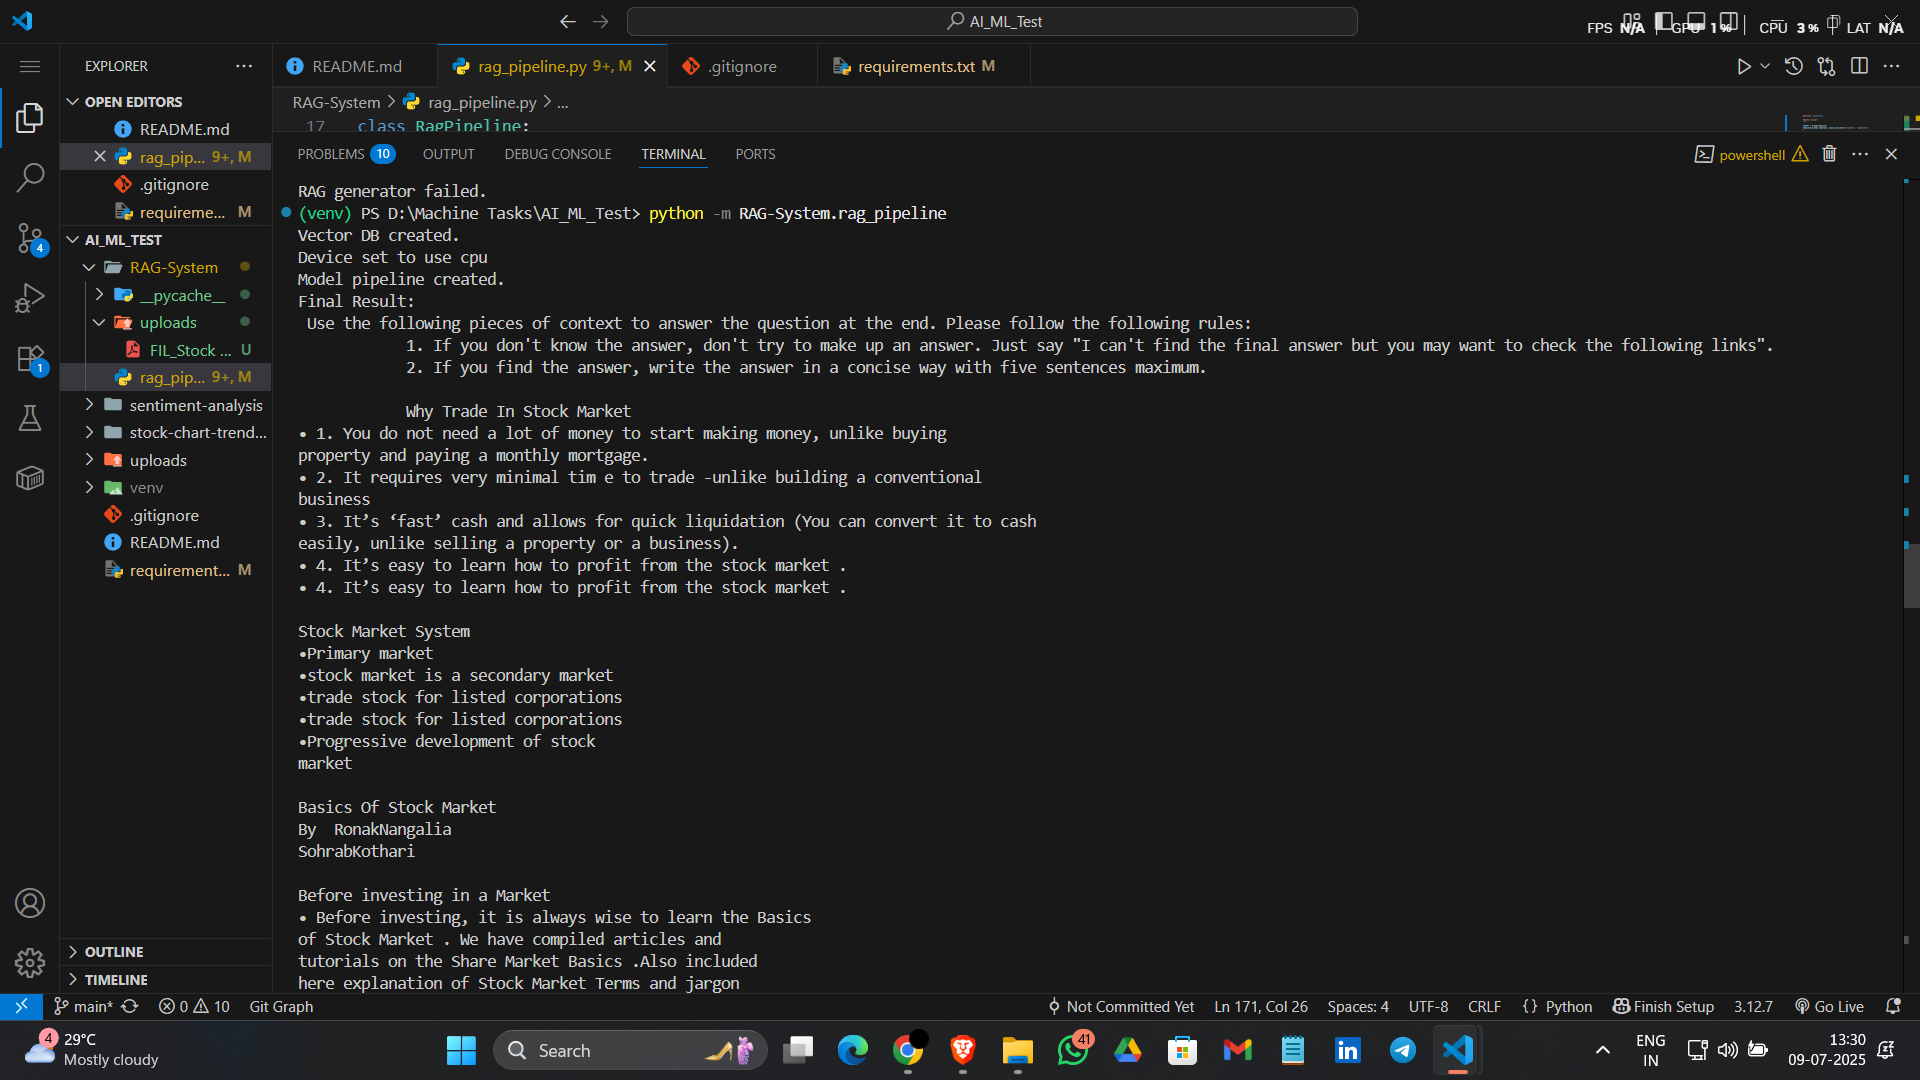 AI_ML_Test
FPS N/A GPU 1 % CPU 3 % LAT N/A
EXPLORER
README.md
rag_pipeline.py 9+, M
.gitignore
requirements.txt M
OPEN EDITORS
README.md
rag_pip... 9+, M
.gitignore
requireme... M
AI_ML_TEST
RAG-System
__pycache__
uploads
FIL_Stock ... U
rag_pip... 9+, M
sentiment-analysis
stock-chart-trend...
uploads
venv
.gitignore
README.md
requirement... M
OUTLINE
TIMELINE
4
1
RAG-System > rag_pipeline.py > ...
17 class RagPipeline:
PROBLEMS 10 OUTPUT DEBUG CONSOLE TERMINAL PORTS
powershell
RAG generator failed.
(venv) PS D:\Machine Tasks\AI_ML_Test> python -m RAG-System.rag_pipeline
Vector DB created.
Device set to use cpu
Model pipeline created.
Final Result:
Use the following pieces of context to answer the question at the end. Please follow the following rules:
1. If you don't know the answer, don't try to make up an answer. Just say "I can't find the final answer but you may want to check the following links".
2. If you find the answer, write the answer in a concise way with five sentences maximum.
Why Trade In Stock Market
• 1. You do not need a lot of money to start making money, unlike buying
property and paying a monthly mortgage.
• 2. It requires very minimal tim e to trade -unlike building a conventional
business
• 3. It’s ‘fast’ cash and allows for quick liquidation (You can convert it to cash
easily, unlike selling a property or a business).
• 4. It’s easy to learn how to profit from the stock market .
• 4. It’s easy to learn how to profit from the stock market .
Stock Market System
•Primary market
•stock market is a secondary market
•trade stock for listed corporations
•trade stock for listed corporations
•Progressive development of stock
market
Basics Of Stock Market
By RonakNangalia
SohrabKothari
Before investing in a Market
• Before investing, it is always wise to learn the Basics
of Stock Market . We have compiled articles and
tutorials on the Share Market Basics .Also included
here explanation of Stock Market Terms and jargon
main* 0 10 Git Graph
Not Committed Yet Ln 171, Col 26 Spaces: 4 UTF-8 CRLF {} Python Finish Setup 3.12.7 Go Live
4
29°C
Mostly cloudy
Search
41
ENG
IN
13:30
09-07-2025